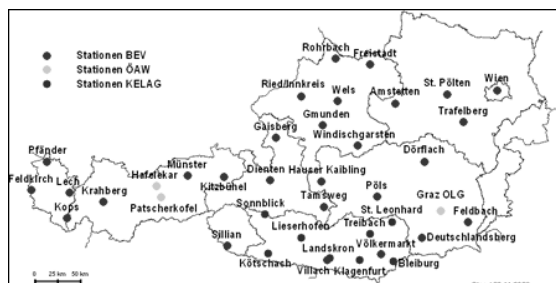 Stationen BEV
Stationen ÖAW
Stationen KELAG
Rohrbach
Freistadt
Ried/Innkreis
Wels
St. Pölten
Wien
Amstetten
Gmunden
Trafelberg
Gaisberg
Windischgarsten
Pfänder
Dörflach
Feldkirch
Lech
Hafelekar
Münster
Kitzbühel
Dienten
Hauser Kaibling
Krahberg
Patscherkofel
Pöls
Graz OLG
Kops
Tamsweg
Sonnblick
St. Leonhard
Feldbach
Sillian
Lieserhofen
Treibach
Deutschlandsberg
Kötschach
Landskron
Völkermarkt
Villach
Klagenfurt
Bleiburg
0 25 km 50 km